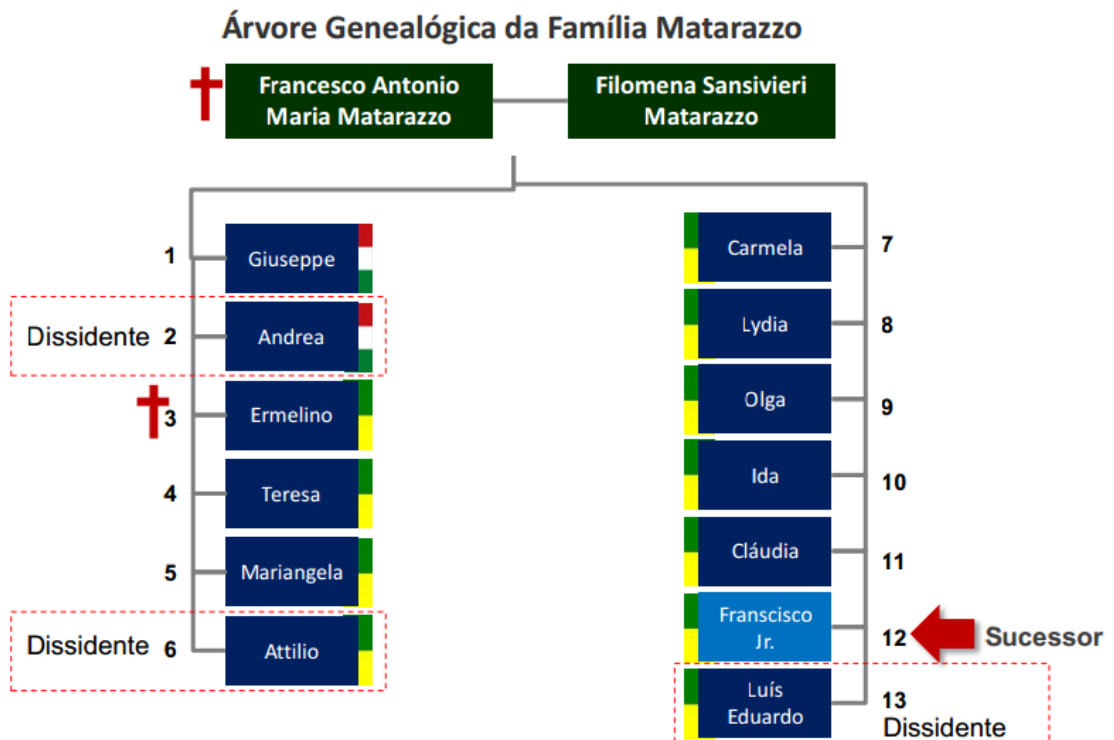 Árvore Genealógica da Família Matarazzo
Francesco Antonio
Maria Matarazzo
Filomena Sansivieri
Matarazzo
1
Giuseppe
Dissidente 2
Andrea
3
Ermelino
4
Teresa
5
Mariangela
Dissidente 6
Attilio
Carmela
7
Lydia
8
Olga
9
Ida
10
Cláudia
11
Franscisco
Jr.
12
Sucessor
Luís
Eduardo
13
Dissidente